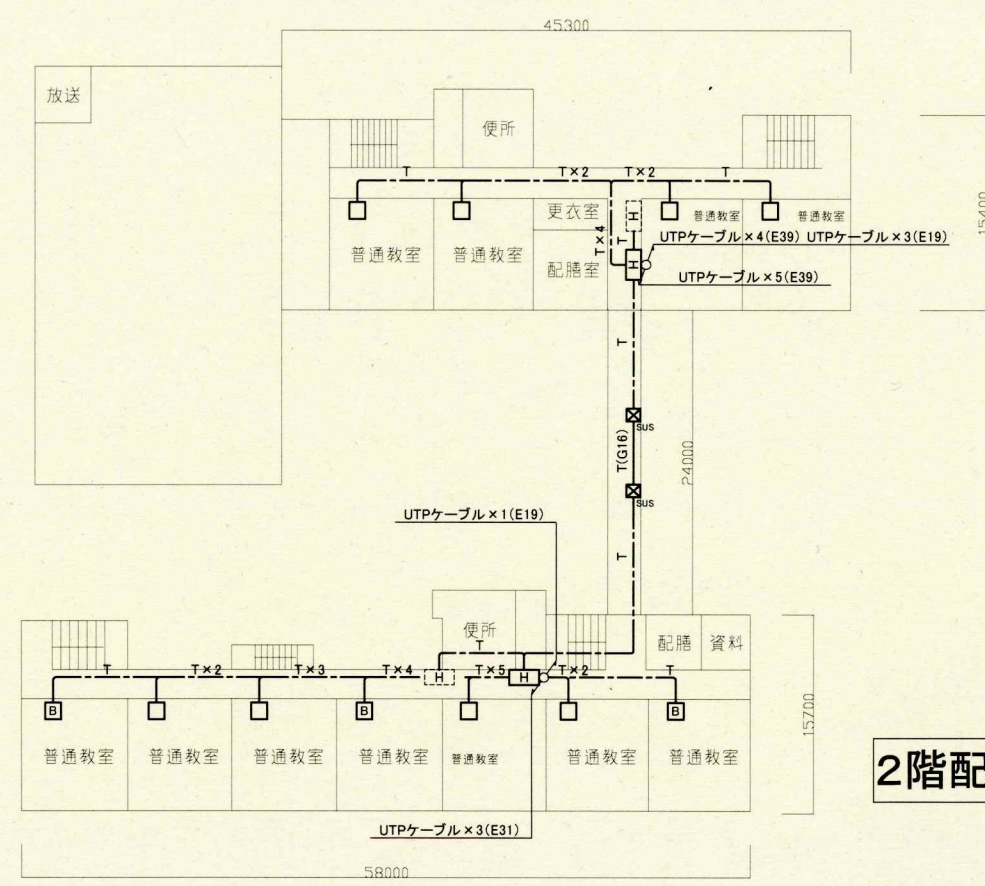 45300
放送
便所
T
T×2
T×2
T
更衣室
H
普通教室
普通教室
T×4
T
UTPケーブル×4(E39) UTPケーブル×3(E19)
普通教室
普通教室
配膳室
H
UTPケーブル×5(E39)
15400
T
SUS
T(G16)
24000
SUS
UTPケーブル×1(E19)
T
便所
配膳
資料
T
T
T×2
T×3
T×4
H
T×5
H
T×2
T
B
B
B
15700
普通教室
普通教室
普通教室
普通教室
普通教室
普通教室
普通教室
2階配
UTPケーブル×3(E31)
58000